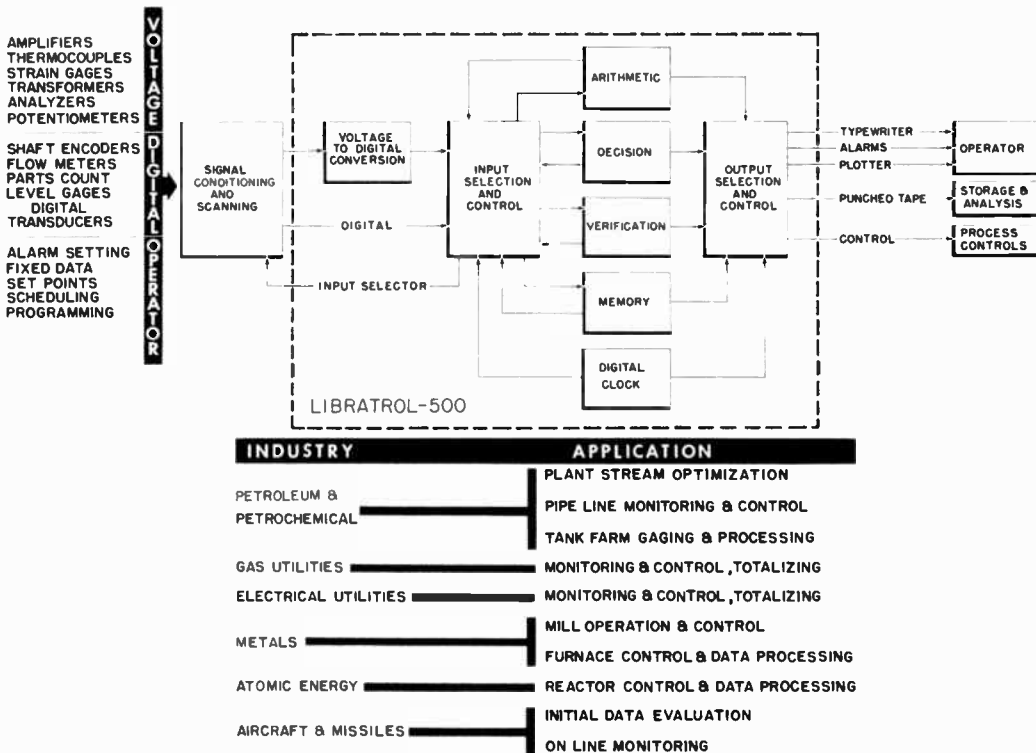 VOLTAGE
AMPLIFIERS
THERMOCOUPLES
STRAIN GAGES
TRANSFORMERS
ANALYZERS
POTENTIOMETERS
DIGITAL
SHAFT ENCODERS
FLOW METERS
PARTS COUNT
LEVEL GAGES
DIGITAL
TRANSDUCERS
OPERATOR
ALARM SETTING
FIXED DATA
SET POINTS
SCHEDULING
PROGRAMMING
SIGNAL
CONDITIONING
AND
SCANNING
VOLTAGE
TO DIGITAL
CONVERSION
DIGITAL
INPUT SELECTOR
INPUT
SELECTION
AND
CONTROL
ARITHMETIC
DECISION
VERIFICATION
MEMORY
DIGITAL
CLOCK
OUTPUT
SELECTION
AND
CONTROL
LIBRATROL-500
TYPEWRITER
ALARMS
PLOTTER
PUNCHED TAPE
CONTROL
OPERATOR
STORAGE &
ANALYSIS
PROCESS
CONTROLS
INDUSTRY APPLICATION
PETROLEUM &
PETROCHEMICAL
PLANT STREAM OPTIMIZATION
PIPE LINE MONITORING & CONTROL
TANK FARM GAGING & PROCESSING
GAS UTILITIES MONITORING & CONTROL, TOTALIZING
ELECTRICAL UTILITIES MONITORING & CONTROL, TOTALIZING
METALS
MILL OPERATION & CONTROL
FURNACE CONTROL & DATA PROCESSING
ATOMIC ENERGY REACTOR CONTROL & DATA PROCESSING
AIRCRAFT & MISSILES
INITIAL DATA EVALUATION
ON LINE MONITORING